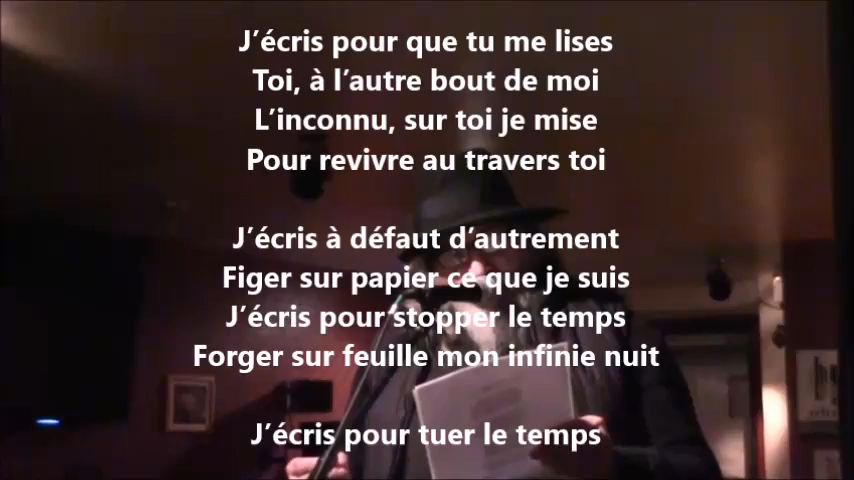 J’écris pour que tu me lises
Toi, à l’autre bout de moi
L’inconnu, sur toi je mise
Pour revivre au travers toi
J’écris à défaut d’autrement
Figer sur papier ce que je suis
J’écris pour stopper le temps
Forger sur feuille mon infinie nuit
J’écris pour tuer le temps